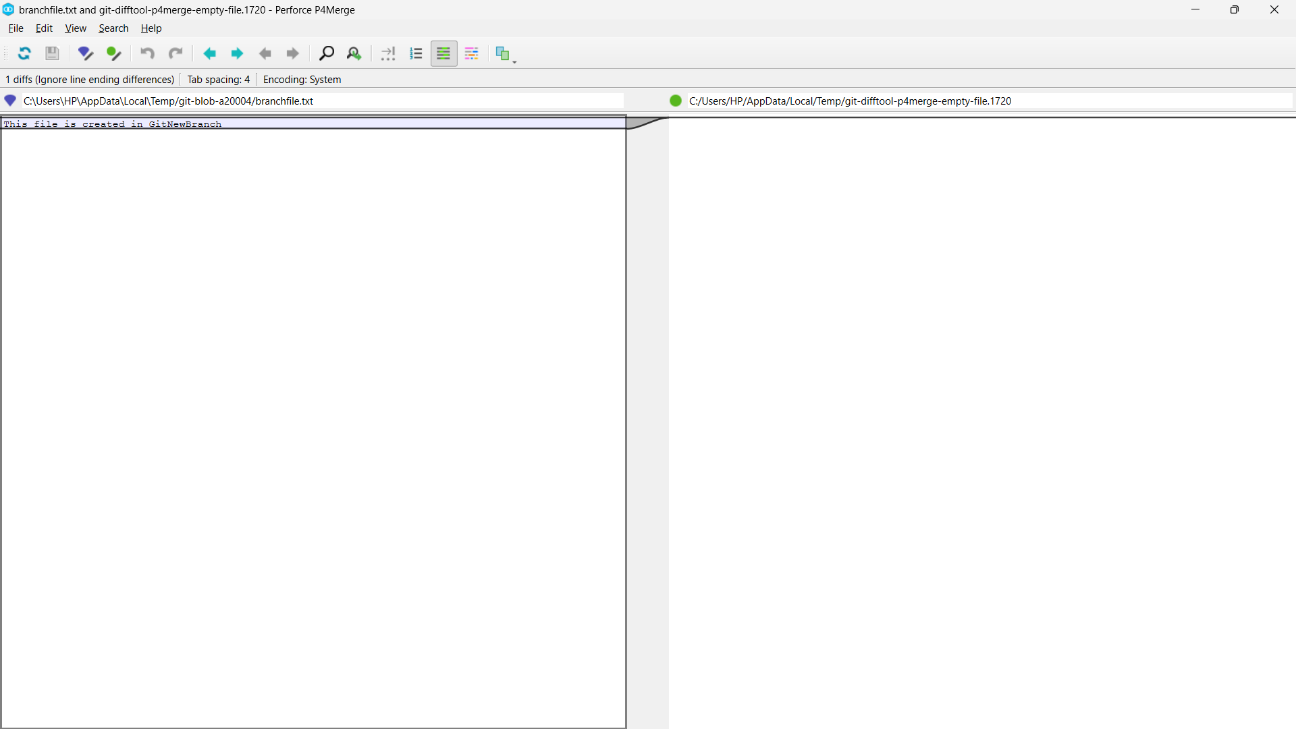 branchfile.txt and git-difftool-p4merge-empty-file.1720 - Perforce P4Merge
File Edit View Search Help
1 diffs (Ignore line ending differences) Tab spacing: 4 Encoding: System
C:\Users\HP\AppData\Local\Temp/git-blob-a20004/branchfile.txt
C:/Users/HP/AppData/Local/Temp/git-difftool-p4merge-empty-file.1720
This file is created in GitNewBranch